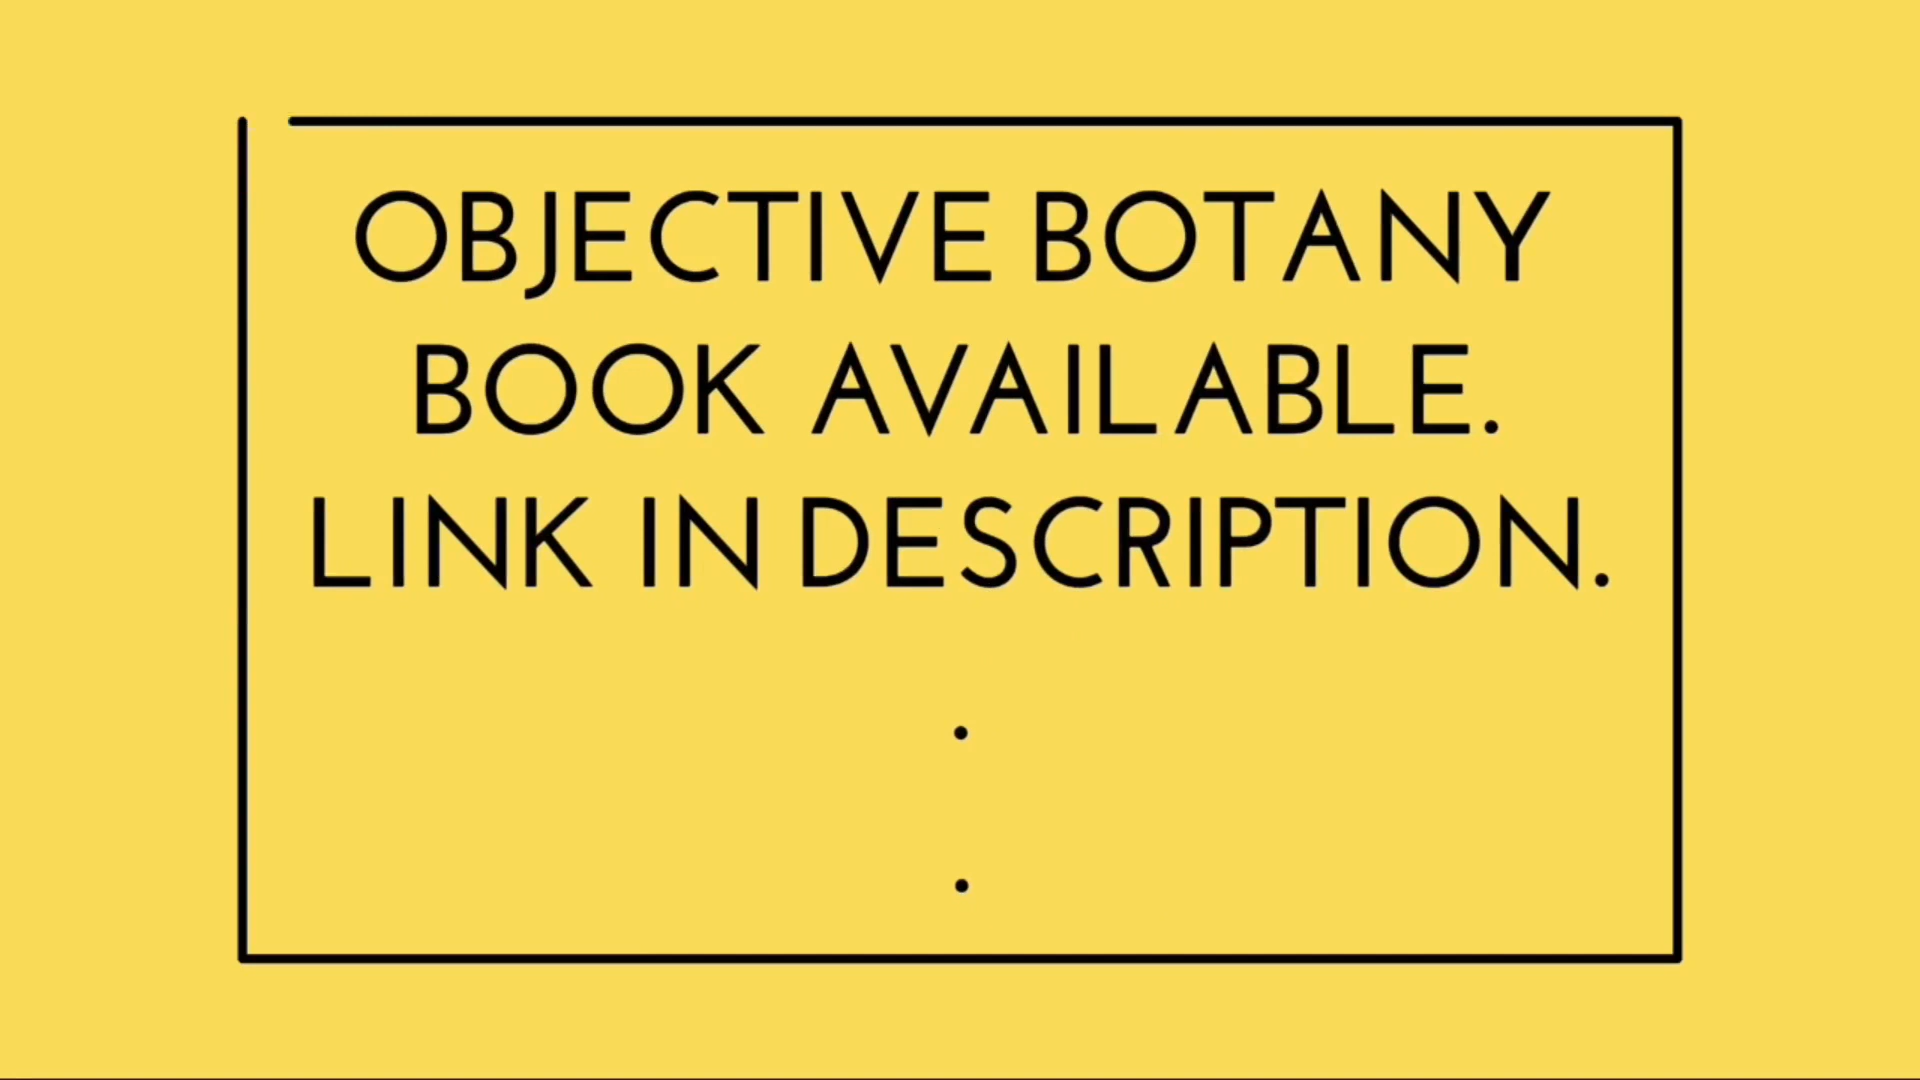 OBJECTIVE BOTANY
BOOK AVAILABLE.
LINK IN DESCRIPTION.
.
.